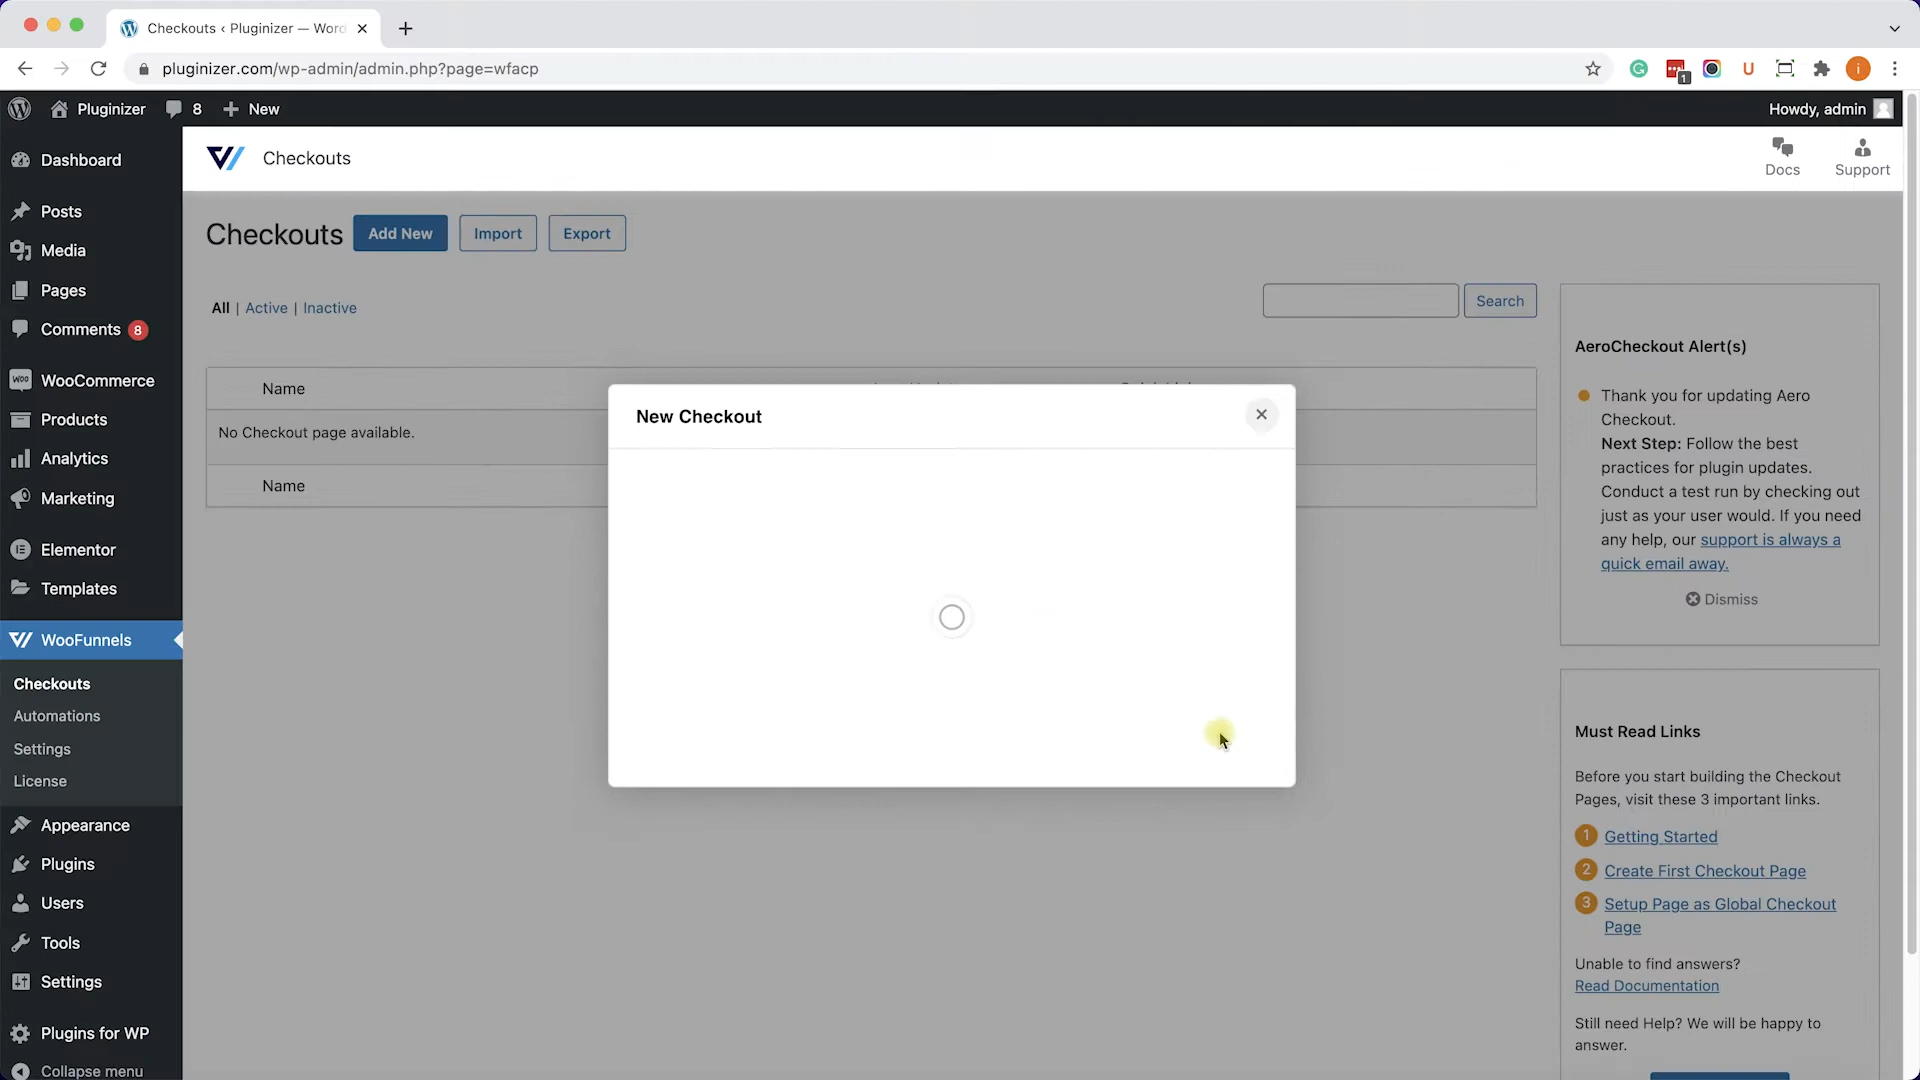 Checkouts ‹ Pluginizer — Word
pluginizer.com/wp-admin/admin.php?page=wfacp
U
1
i
Pluginizer
8
New
Howdy, admin
Dashboard
Posts
Media
Pages
Comments 8
WooCommerce
Products
Analytics
Marketing
Elementor
Templates
WooFunnels
Checkouts
Automations
Settings
License
Appearance
Plugins
Users
Tools
Settings
Plugins for WP
Collapse menu
Checkouts
Docs
Support
Checkouts
Add New
Import
Export
All | Active | Inactive
Search
Name
No Checkout page available.
Name
New Checkout
AeroCheckout Alert(s)
Thank you for updating Aero
Checkout.
Next Step: Follow the best
practices for plugin updates.
Conduct a test run by checking out
just as your user would. If you need
any help, our support is always a
quick email away.
Dismiss
Must Read Links
Before you start building the Checkout
Pages, visit these 3 important links.
1 Getting Started
2 Create First Checkout Page
3 Setup Page as Global Checkout
Page
Unable to find answers?
Read Documentation
Still need Help? We will be happy to
answer.